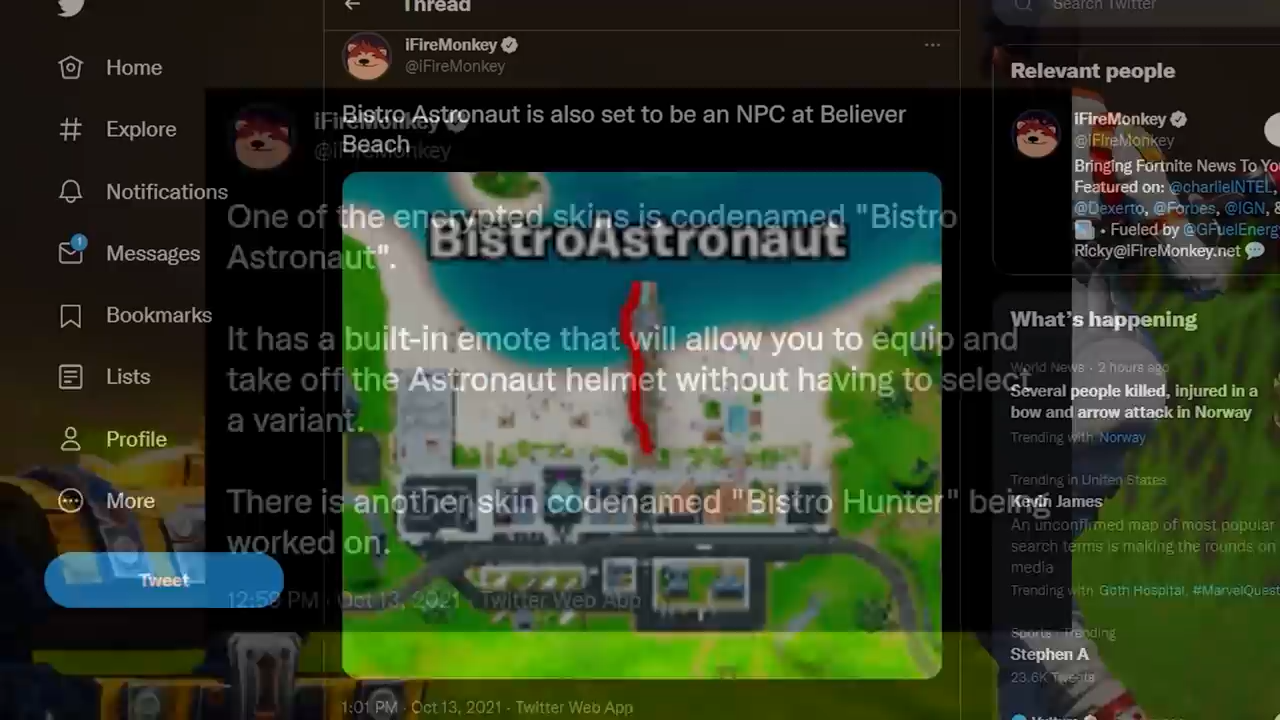 Thread
Search Twitter
Home
Explore
Notifications
Messages
Bookmarks
Lists
Profile
More
Tweet
iFireMonkey
@iFireMonkey
Bistro Astronaut is also set to be an NPC at Believer
Beach
BistroAstronaut
1:01 PM · Oct 13, 2021 · Twitter Web App
iFireMonkey
@iFireMonkey
One of the encrypted skins is codenamed "Bistro
Astronaut".
It has a built-in emote that will allow you to equip and
take off the Astronaut helmet without having to select
a variant.
There is another skin codenamed "Bistro Hunter" being
worked on.
12:59 PM · Oct 13, 2021 · Twitter Web App
Relevant people
iFireMonkey
@iFireMonkey
Bringing Fortnite News To
Featured on: @charlieINTEL,
@Dexerto, @Forbes, @IGN,
• Fueled by
Ricky@iFireMonkey.net
What's happening
World News · 2 hours ago
Several people killed, injured in a
bow and arrow attack in Norway
Trending with Norway
Trending in United States
Kevin James
An unconfirmed map of most popular
search terms is making the rounds on
media
Trending with Goth Hospital,
Sports · Trending
Stephen A
23.6K Tweets